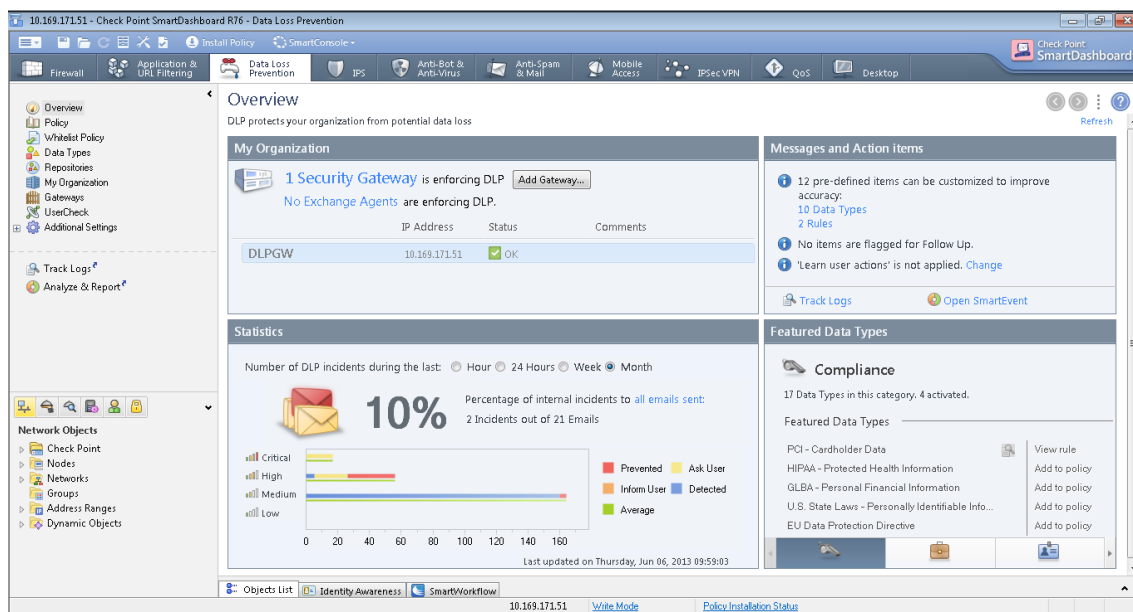 10.169.171.51 - Check Point SmartDashboard R76 - Data Loss Prevention
Install Policy SmartConsole
Check Point
SmartDashboard
Firewall
Application & URL Filtering
Data Loss Prevention
IPS
Anti-Bot & Anti-Virus
Anti-Spam & Mail
Mobile Access
IPSec VPN
QoS
Desktop
Overview
Policy
Whitelist Policy
Data Types
Repositories
My Organization
Gateways
UserCheck
Additional Settings
Track Logs
Analyze & Report
Network Objects
Check Point
Nodes
Networks
Groups
Address Ranges
Dynamic Objects
Overview
DLP protects your organization from potential data loss
Refresh
My Organization
1 Security Gateway is enforcing DLP Add Gateway...
No Exchange Agents are enforcing DLP.
IP Address Status Comments
DLPGW 10.169.171.51 OK
Messages and Action items
12 pre-defined items can be customized to improve
accuracy:
10 Data Types
2 Rules
No items are flagged for Follow Up.
'Learn user actions' is not applied. Change
Track Logs Open SmartEvent
Statistics
Number of DLP incidents during the last: Hour 24 Hours Week Month
10%
Percentage of internal incidents to all emails sent:
2 Incidents out of 21 Emails
Critical
High
Medium
Low
0 20 40 60 80 100 120 140 160
Prevented Ask User
Inform User Detected
Average
Last updated on Thursday, Jun 06, 2013 09:59:03
Featured Data Types
Compliance
17 Data Types in this category. 4 activated.
Featured Data Types
PCI - Cardholder Data View rule
HIPAA - Protected Health Information Add to policy
GLBA - Personal Financial Information Add to policy
U.S. State Laws - Personally Identifiable Info... Add to policy
EU Data Protection Directive Add to policy
Objects List Identity Awareness SmartWorkflow
10.169.171.51 Write Mode Policy Installation Status